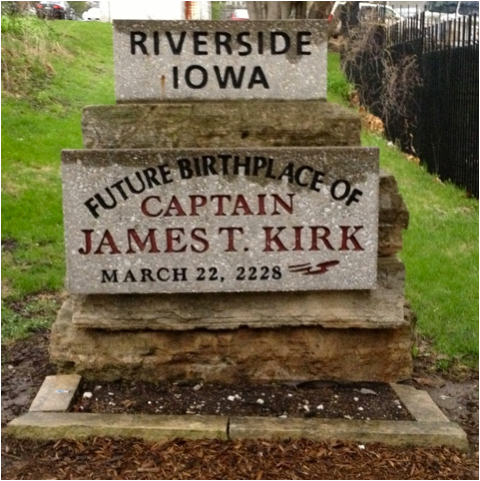 RIVERSIDE
IOWA
FUTURE BIRTHPLACE OF
CAPTAIN
JAMES T. KIRK
MARCH 22, 2228